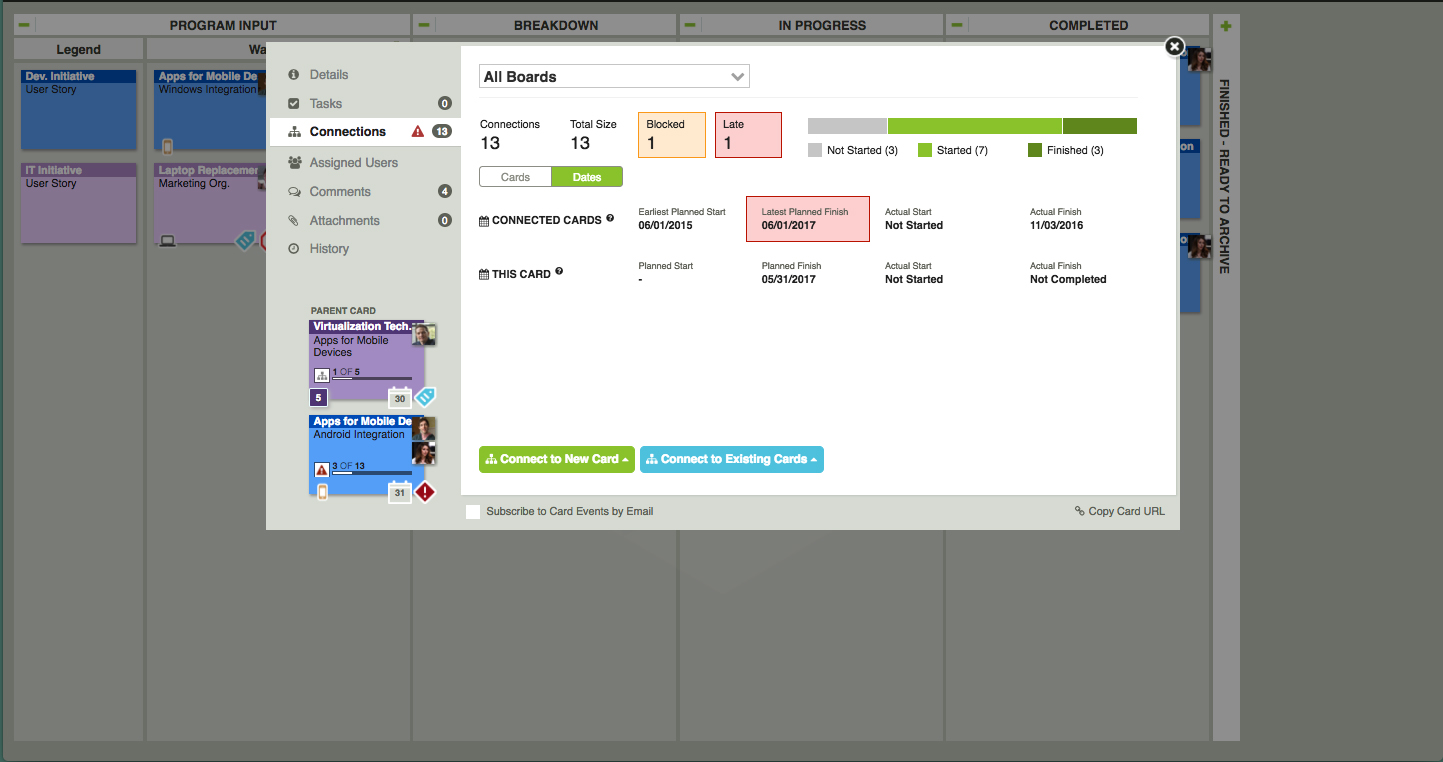 PROGRAM INPUT
BREAKDOWN
IN PROGRESS
COMPLETED
Legend
Wa
Dev. Initiative
User Story
IT Initiative
User Story
Apps for Mobile De
Windows Integration
Laptop Replacemen
Marketing Org.
Details
Tasks
0
Connections
13
Assigned Users
Comments
4
Attachments
0
History
PARENT CARD
Virtualization Tech.
Apps for Mobile
Devices
1 OF 5
5
30
Apps for Mobile De
Android Integration
3 OF 13
31
All Boards
Connections
13
Total Size
13
Blocked
1
Late
1
Not Started (3)
Started (7)
Finished (3)
Cards
Dates
CONNECTED CARDS ?
Earliest Planned Start
06/01/2015
Latest Planned Finish
06/01/2017
Actual Start
Not Started
Actual Finish
11/03/2016
THIS CARD ?
Planned Start
-
Planned Finish
05/31/2017
Actual Start
Not Started
Actual Finish
Not Completed
Connect to New Card
Connect to Existing Cards
Subscribe to Card Events by Email
Copy Card URL
on
FINISHED - READY TO ARCHIVE